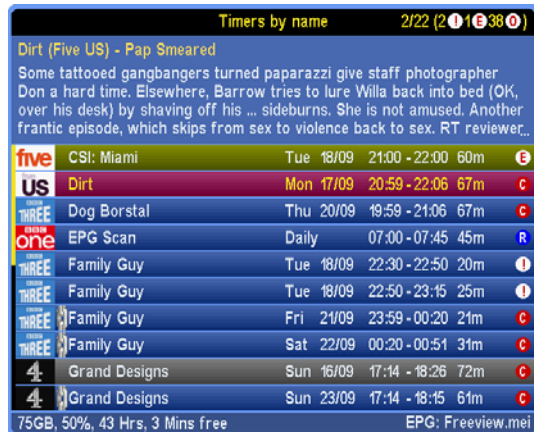 Timers by name 2/22 (2!1E38O)
Dirt (Five US) - Pap Smeared
Some tattooed gangbangers turned paparazzi give staff photographer
Don a hard time. Elsewhere, Barrow tries to lure Willa back into bed (OK,
over his desk) by shaving off his ... sideburns. She is not amused. Another
frantic episode, which skips from sex to violence back to sex. RT reviewer...
five CSI: Miami Tue 18/09 21:00 - 22:00 60m E
US Dirt Mon 17/09 20:59 - 22:06 67m C
BBC THREE Dog Borstal Thu 20/09 19:59 - 21:06 67m C
BBC one EPG Scan Daily 07:00 - 07:45 45m R
BBC THREE Family Guy Tue 18/09 22:30 - 22:50 20m !
BBC THREE Family Guy Tue 18/09 22:50 - 23:15 25m !
BBC THREE Family Guy Fri 21/09 23:59 - 00:20 21m C
BBC THREE Family Guy Sat 22/09 00:20 - 00:51 31m C
4 Grand Designs Sun 16/09 17:14 - 18:26 72m C
4 Grand Designs Sun 23/09 17:14 - 18:15 61m C
75GB, 50%, 43 Hrs, 3 Mins free EPG: Freeview.mei